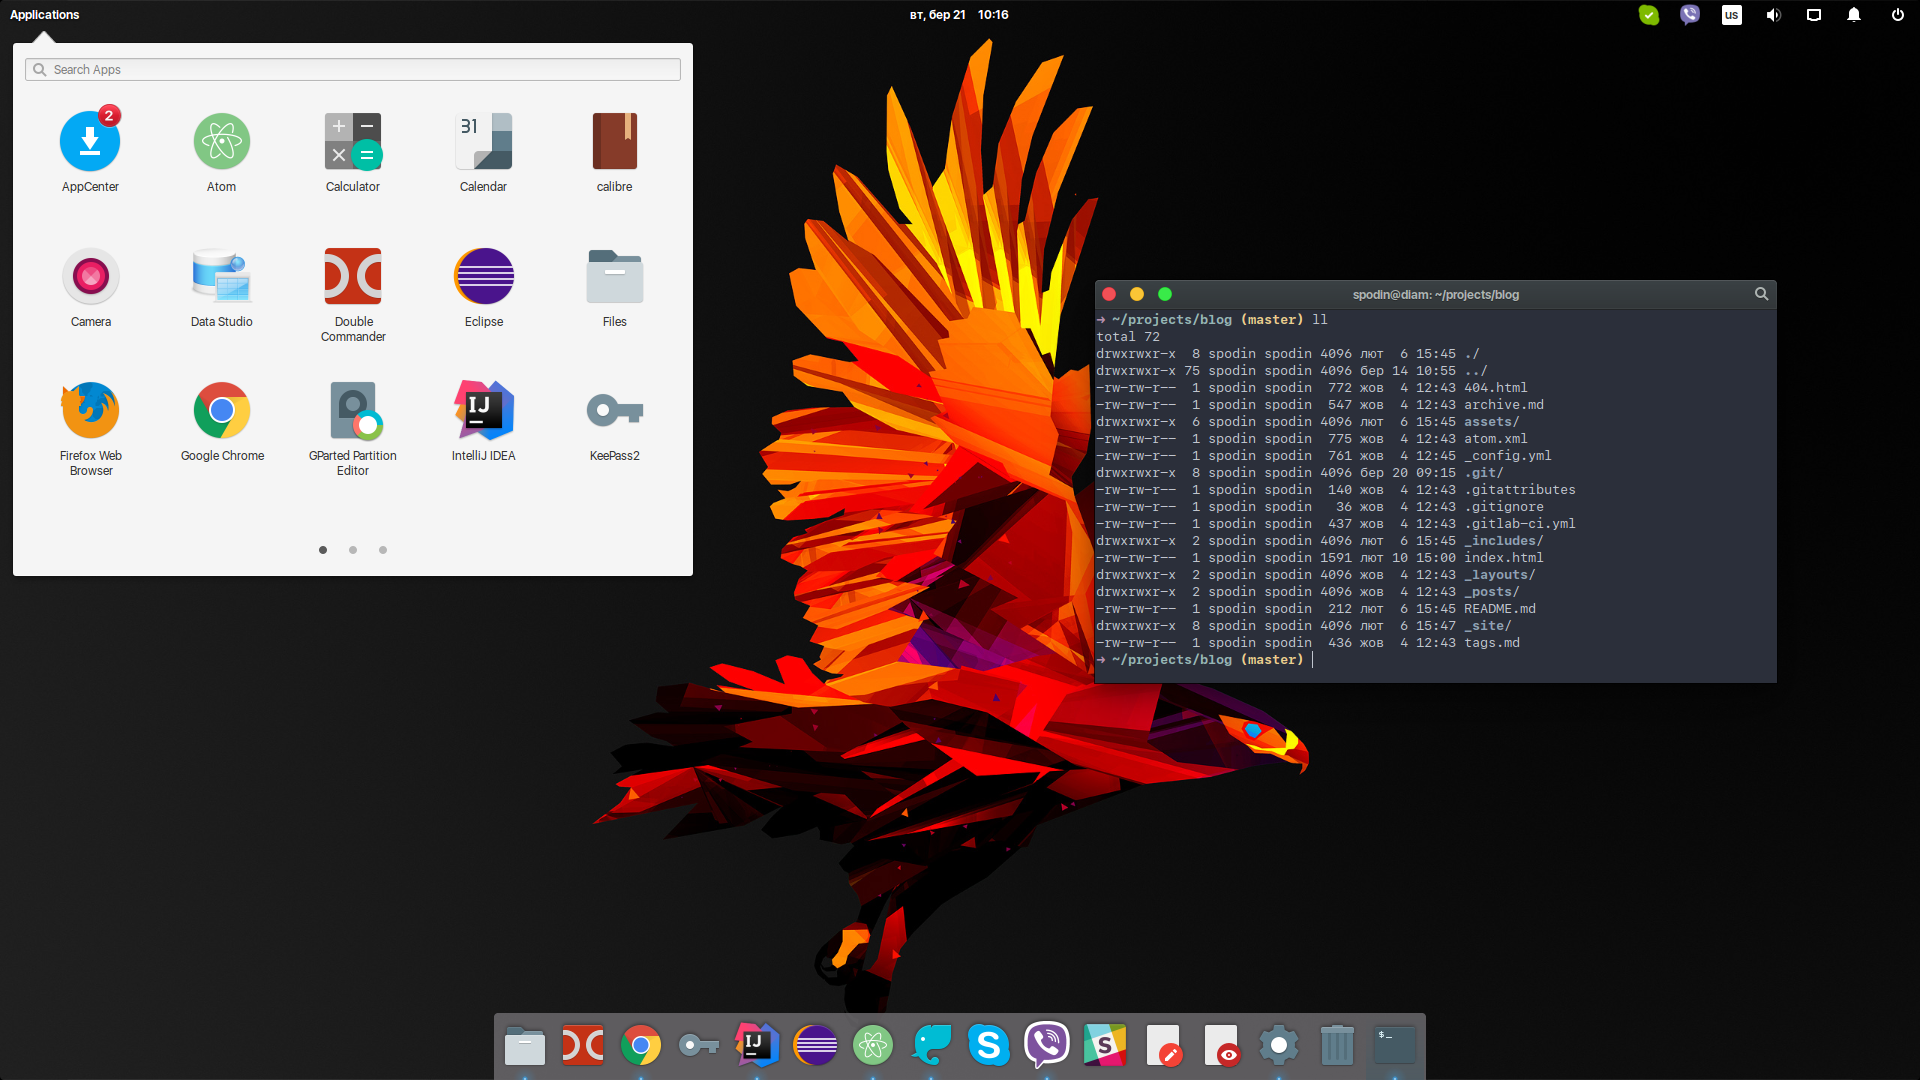 Applications
вт, бер 21 10:16
us
Search Apps
2
31
AppCenter
Atom
Calculator
Calendar
calibre
Camera
Data Studio
Double
Commander
Eclipse
Files
IJ
Firefox Web
Browser
Google Chrome
GParted Partition
Editor
IntelliJ IDEA
KeePass2
spodin@diam: ~/projects/blog
➜ ~/projects/blog (master) ll
total 72
drwxrwxr-x  8 spodin spodin 4096 лют  6 15:45 ./
drwxrwxr-x 75 spodin spodin 4096 бер 14 10:55 ../
-rw-rw-r--  1 spodin spodin  772 жов  4 12:43 404.html
-rw-rw-r--  1 spodin spodin  547 жов  4 12:43 archive.md
drwxrwxr-x  6 spodin spodin 4096 лют  6 15:45 assets/
-rw-rw-r--  1 spodin spodin  775 жов  4 12:43 atom.xml
-rw-rw-r--  1 spodin spodin  761 жов  4 12:45 _config.yml
drwxrwxr-x  8 spodin spodin 4096 бер 20 09:15 .git/
-rw-rw-r--  1 spodin spodin  140 жов  4 12:43 .gitattributes
-rw-rw-r--  1 spodin spodin   36 жов  4 12:43 .gitignore
-rw-rw-r--  1 spodin spodin  437 жов  4 12:43 .gitlab-ci.yml
drwxrwxr-x  2 spodin spodin 4096 лют  6 15:45 _includes/
-rw-rw-r--  1 spodin spodin 1591 лют 10 15:00 index.html
drwxrwxr-x  2 spodin spodin 4096 жов  4 12:43 _layouts/
drwxrwxr-x  2 spodin spodin 4096 жов  4 12:43 _posts/
-rw-rw-r--  1 spodin spodin  212 лют  6 15:45 README.md
drwxrwxr-x  8 spodin spodin 4096 лют  6 15:47 _site/
-rw-rw-r--  1 spodin spodin  436 жов  4 12:43 tags.md
➜ ~/projects/blog (master)
IJ
S
S
$_